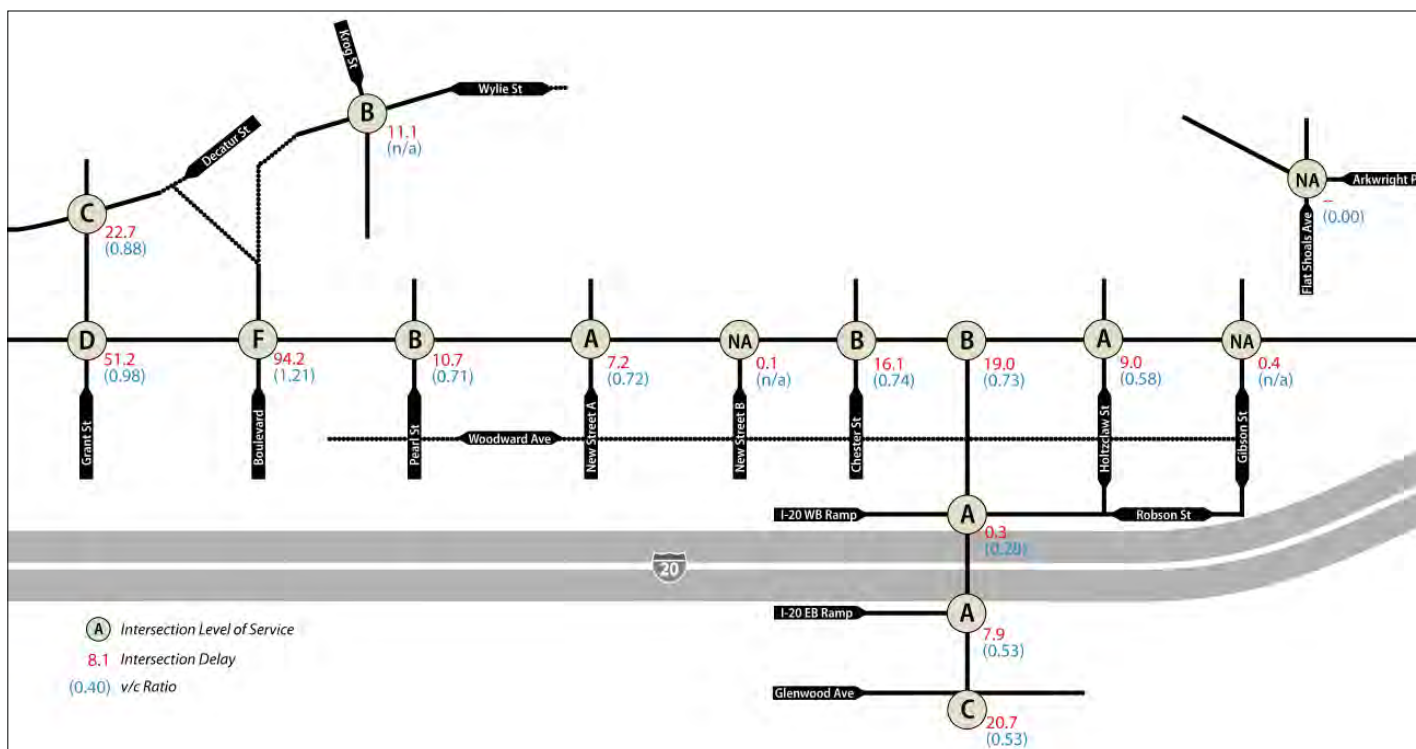 Krog St
Wylie St
B
11.1
(n/a)
Decatur St
C
22.7
(0.88)
NA
Arkwright P
–
(0.00)
Flat Shoals Ave
D
51.2
(0.98)
Grant St
F
94.2
(1.21)
Boulevard
B
10.7
(0.71)
Pearl St
A
7.2
(0.72)
New Street A
NA
0.1
(n/a)
New Street B
B
16.1
(0.74)
Chester St
B
19.0
(0.73)
A
9.0
(0.58)
Holtzclaw St
NA
0.4
(n/a)
Gibson St
Woodward Ave
I-20 WB Ramp
A
0.3
(0.28)
Robson St
20
I-20 EB Ramp
A
7.9
(0.53)
Glenwood Ave
C
20.7
(0.53)
A Intersection Level of Service
8.1 Intersection Delay
(0.40) v/c Ratio